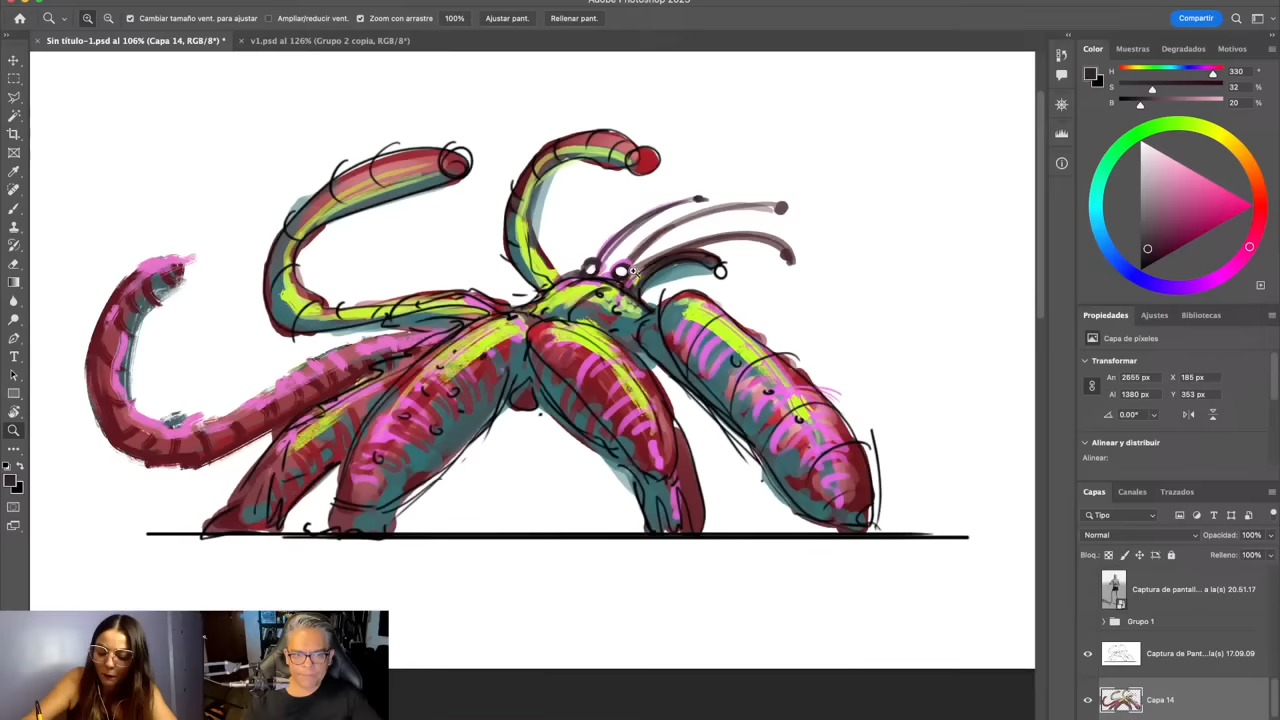 Cambiar tamaño vent. para ajustar Ampliar/reducir vent. Zoom con arrastre 100% Ajustar pant. Rellenar pant. Compartir
× Sin título-1.psd al 106% (Capa 14, RGB/8*) * × v1.psd al 126% (Grupo 2 copia, RGB/8*)
Color Muestras Degradados Motivos
H 330 °
S 32 %
B 20 %
Propiedades Ajustes Bibliotecas
Capa de píxeles
Transformar
An 2655 px X 185 px
Al 1380 px Y 353 px
0.00°
Alinear y distribuir
Alinear:
Capas Canales Trazados
Tipo
Normal Opacidad: 100%
Bloq.: Relleno: 100%
Captura de pantall... a la(s) 20.51.17
Grupo 1
Captura de Pant...la(s) 17.09.09
Capa 14